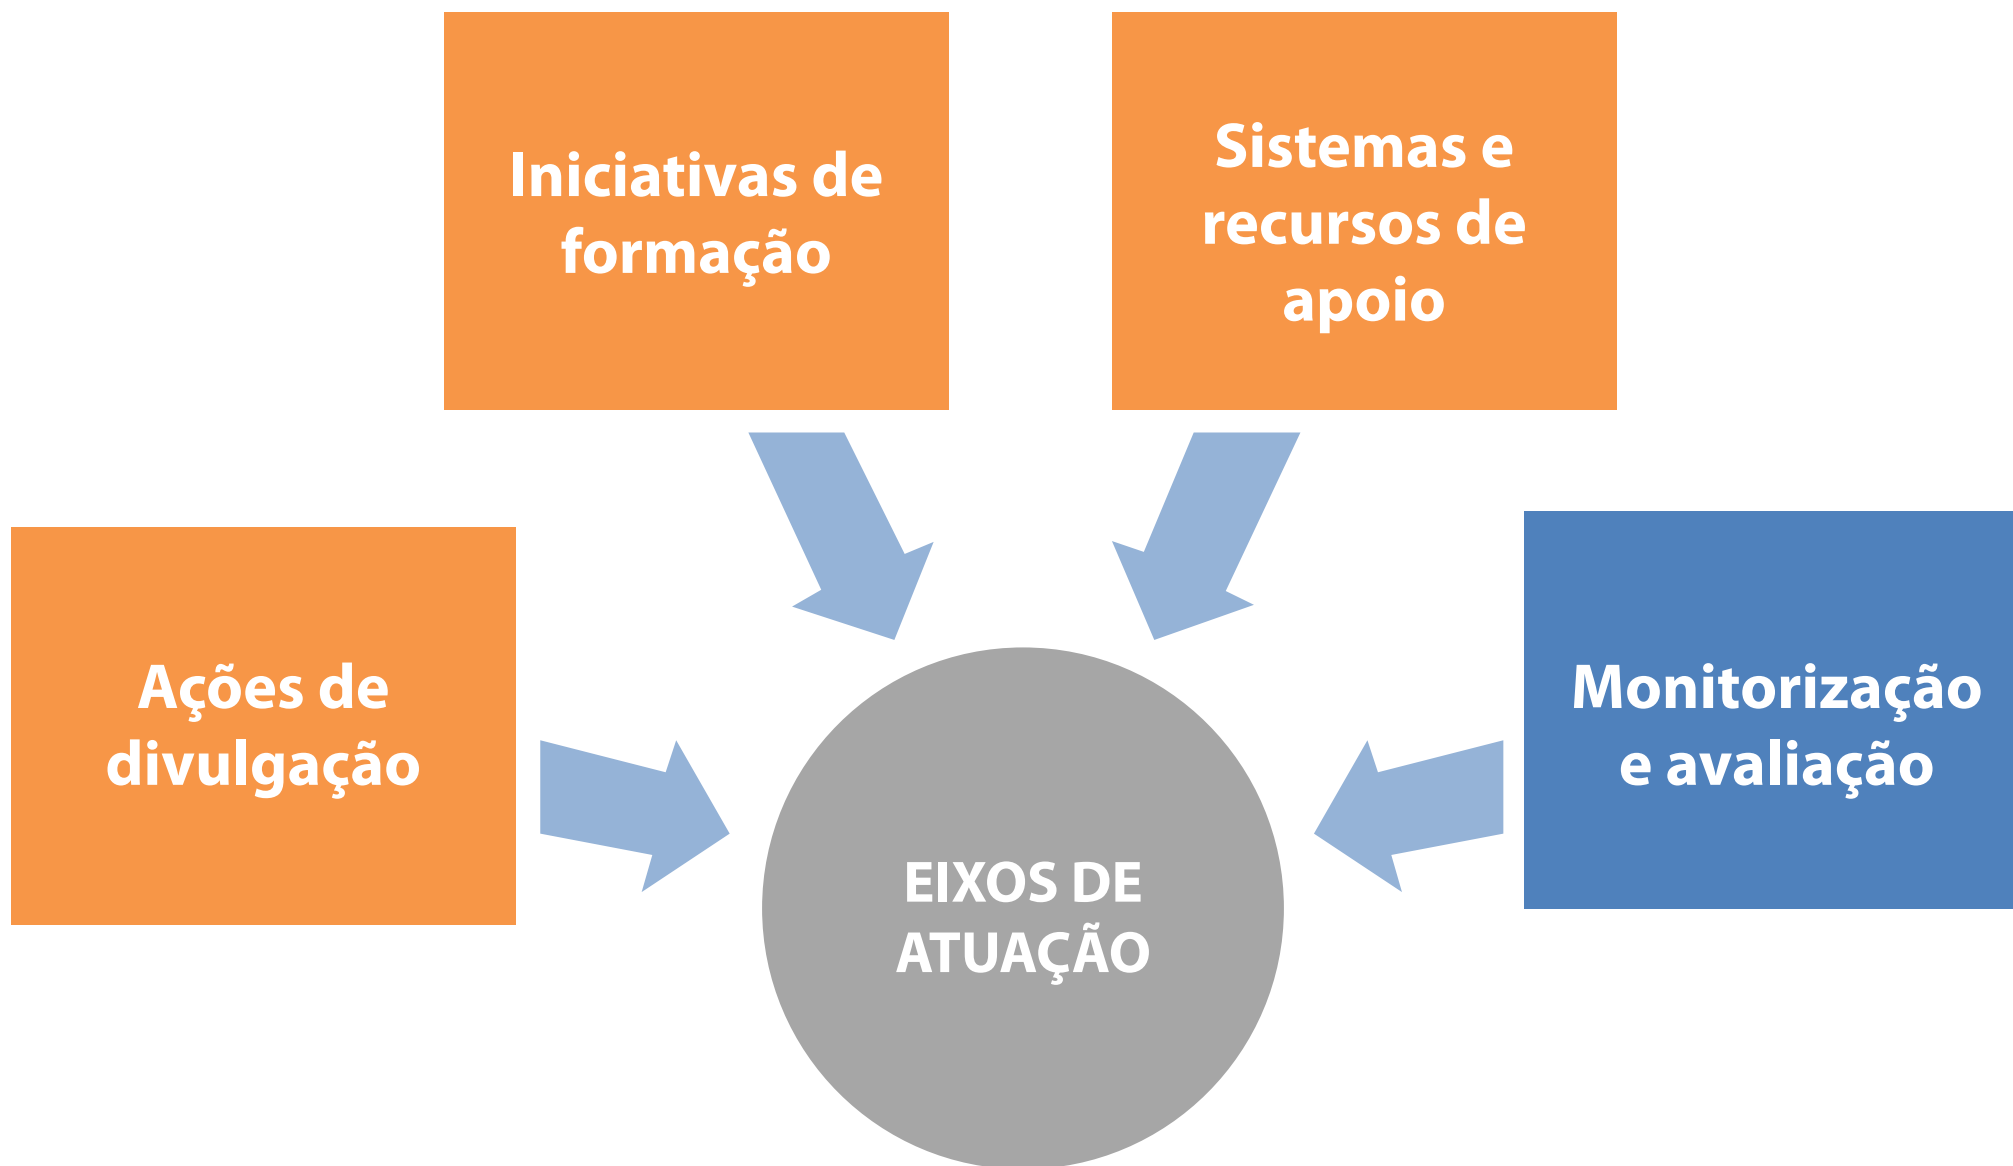 Iniciativas de
formação
Sistemas e
recursos de
apoio
Ações de
divulgação
Monitorização
e avaliação
EIXOS DE
ATUAÇÃO